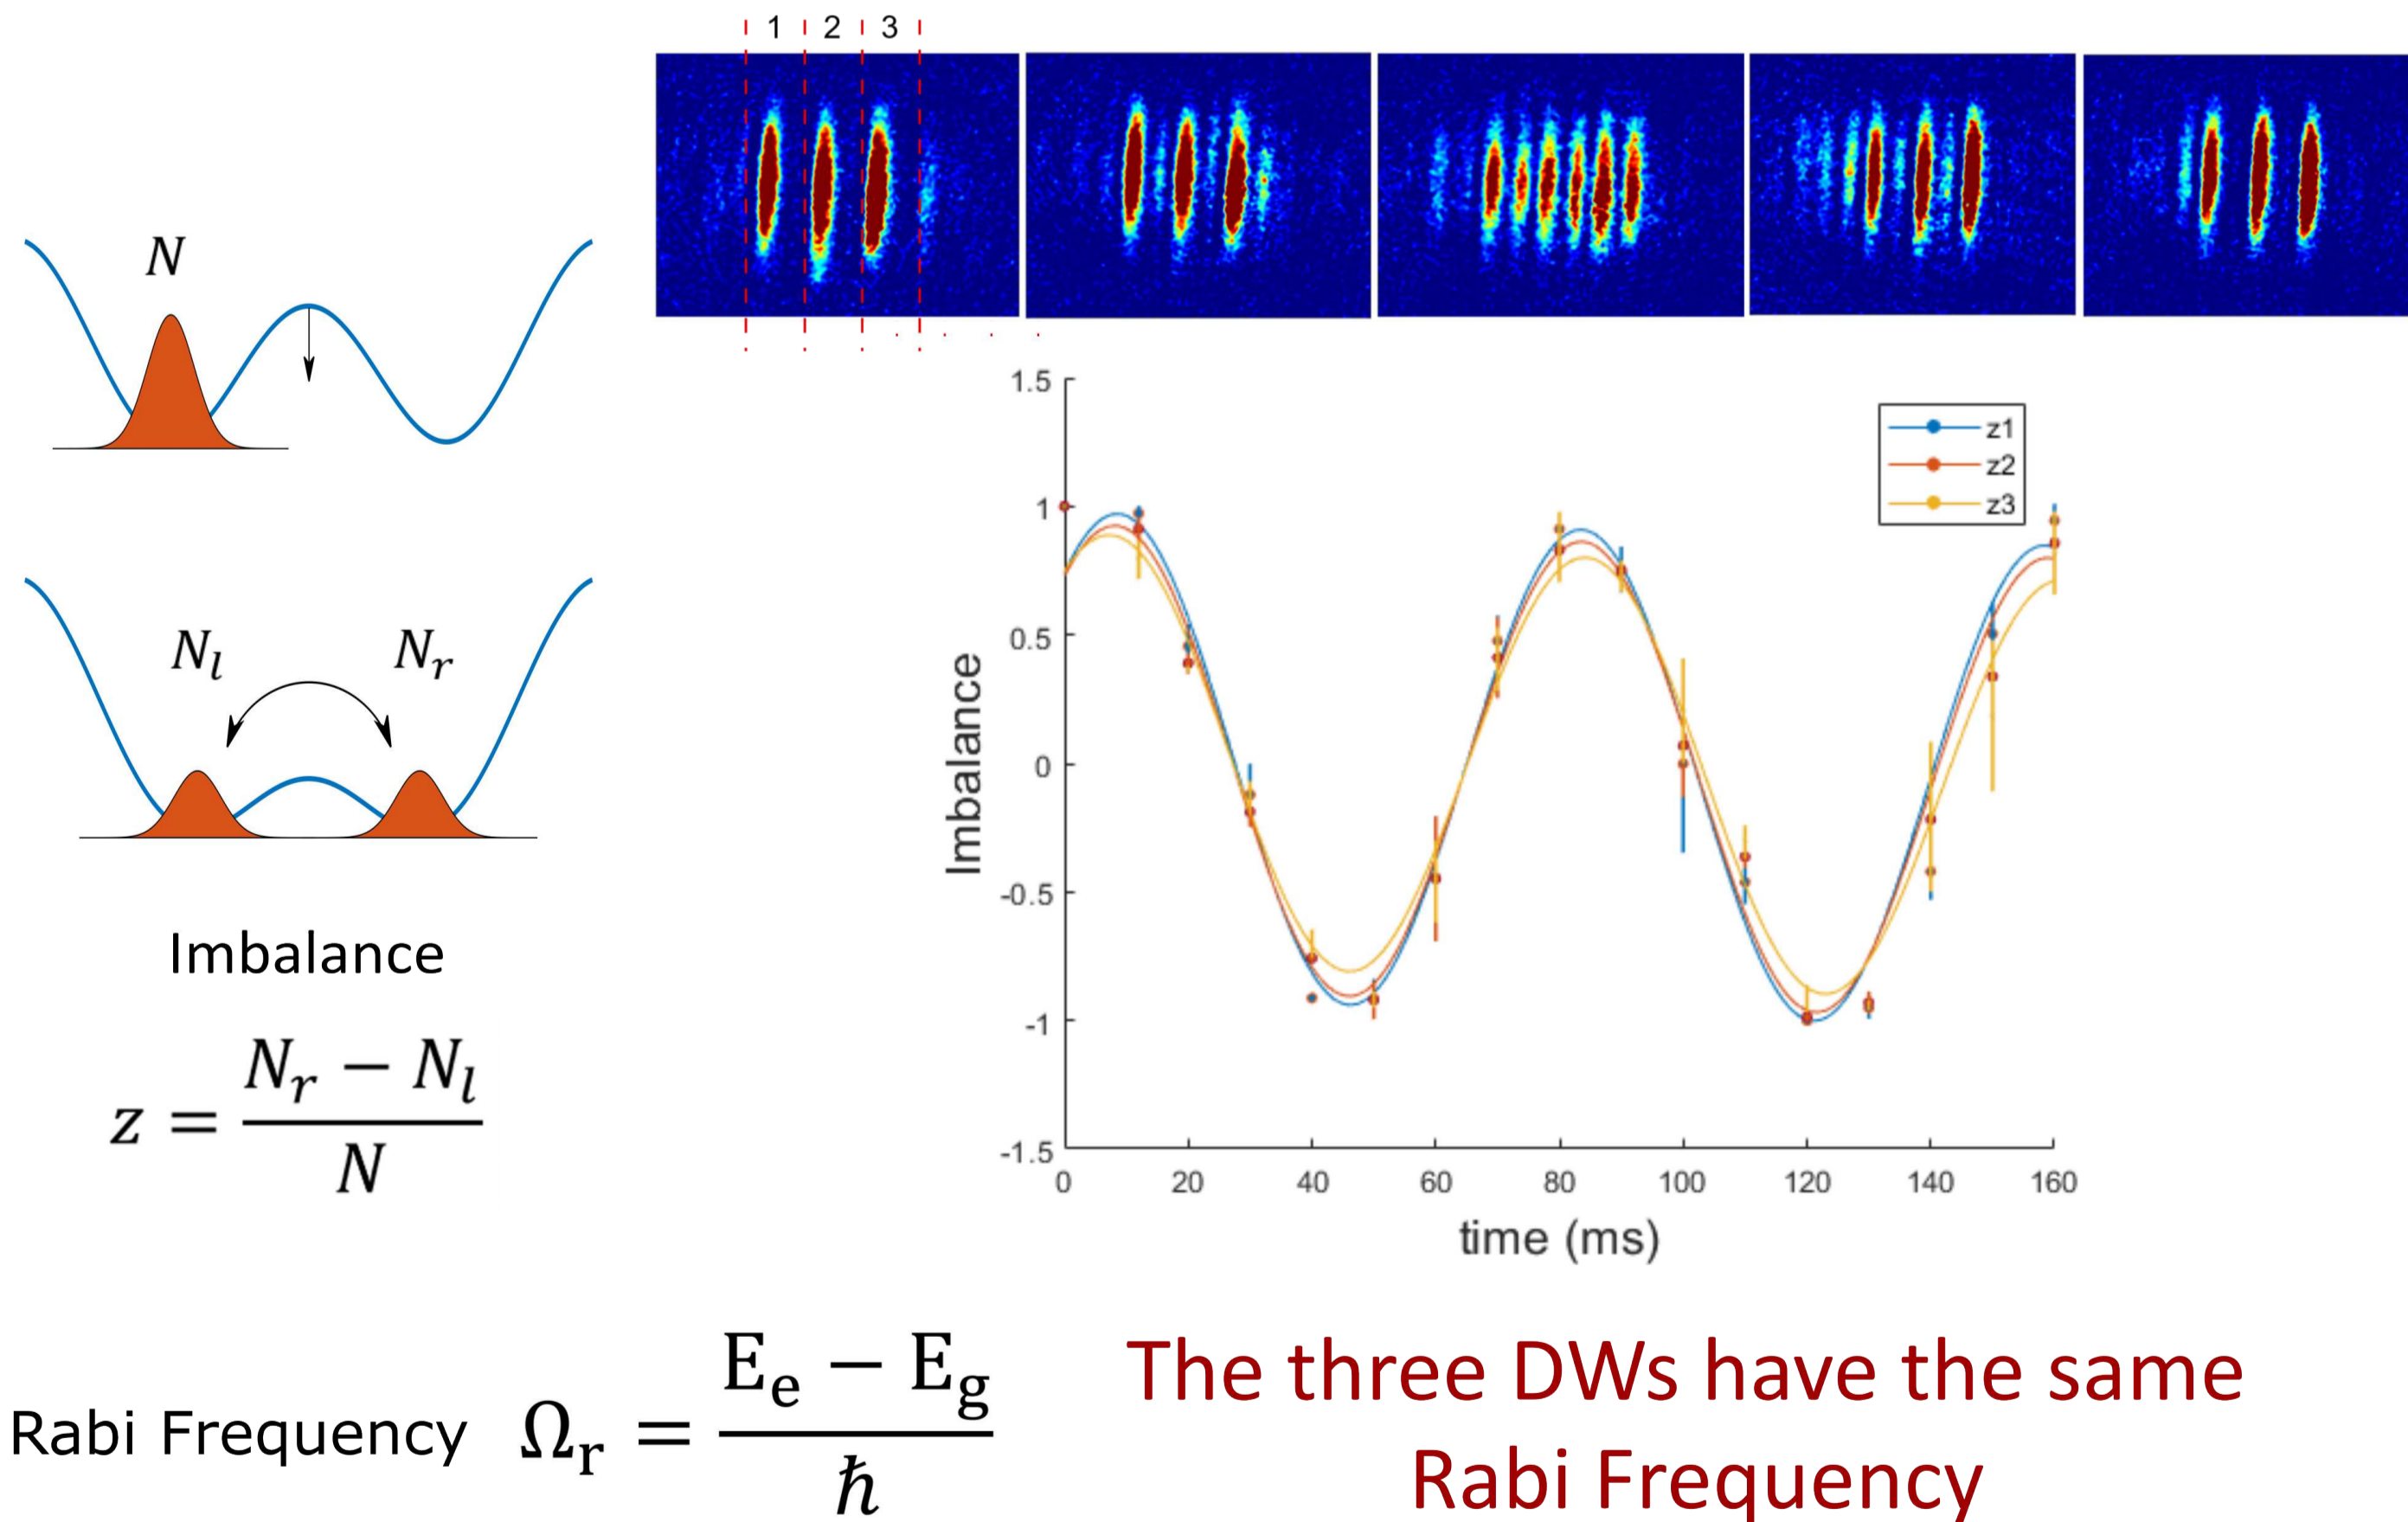 1 2 3
N
N_l N_r
Imbalance
z = \frac{N_r - N_l}{N}
1.5
1
0.5
0
-0.5
-1
-1.5
Imbalance
0 20 40 60 80 100 120 140 160
time (ms)
z1
z2
z3
Rabi Frequency Ω_r = \frac{E_e - E_g}{ħ}
The three DWs have the same
Rabi Frequency